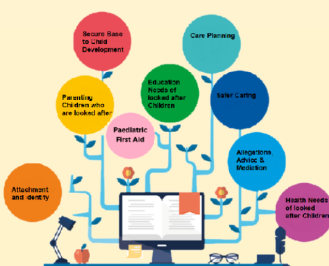 Secure Base
to Child
Development
Care Planning
Education
Needs of
looked after
Children
Parenting
Children who
are looked after
Safer Caring
Paediatric
First Aid
Allegations,
Advice &
Mediation
Attachment
and Identity
Health Needs
of looked
after Children